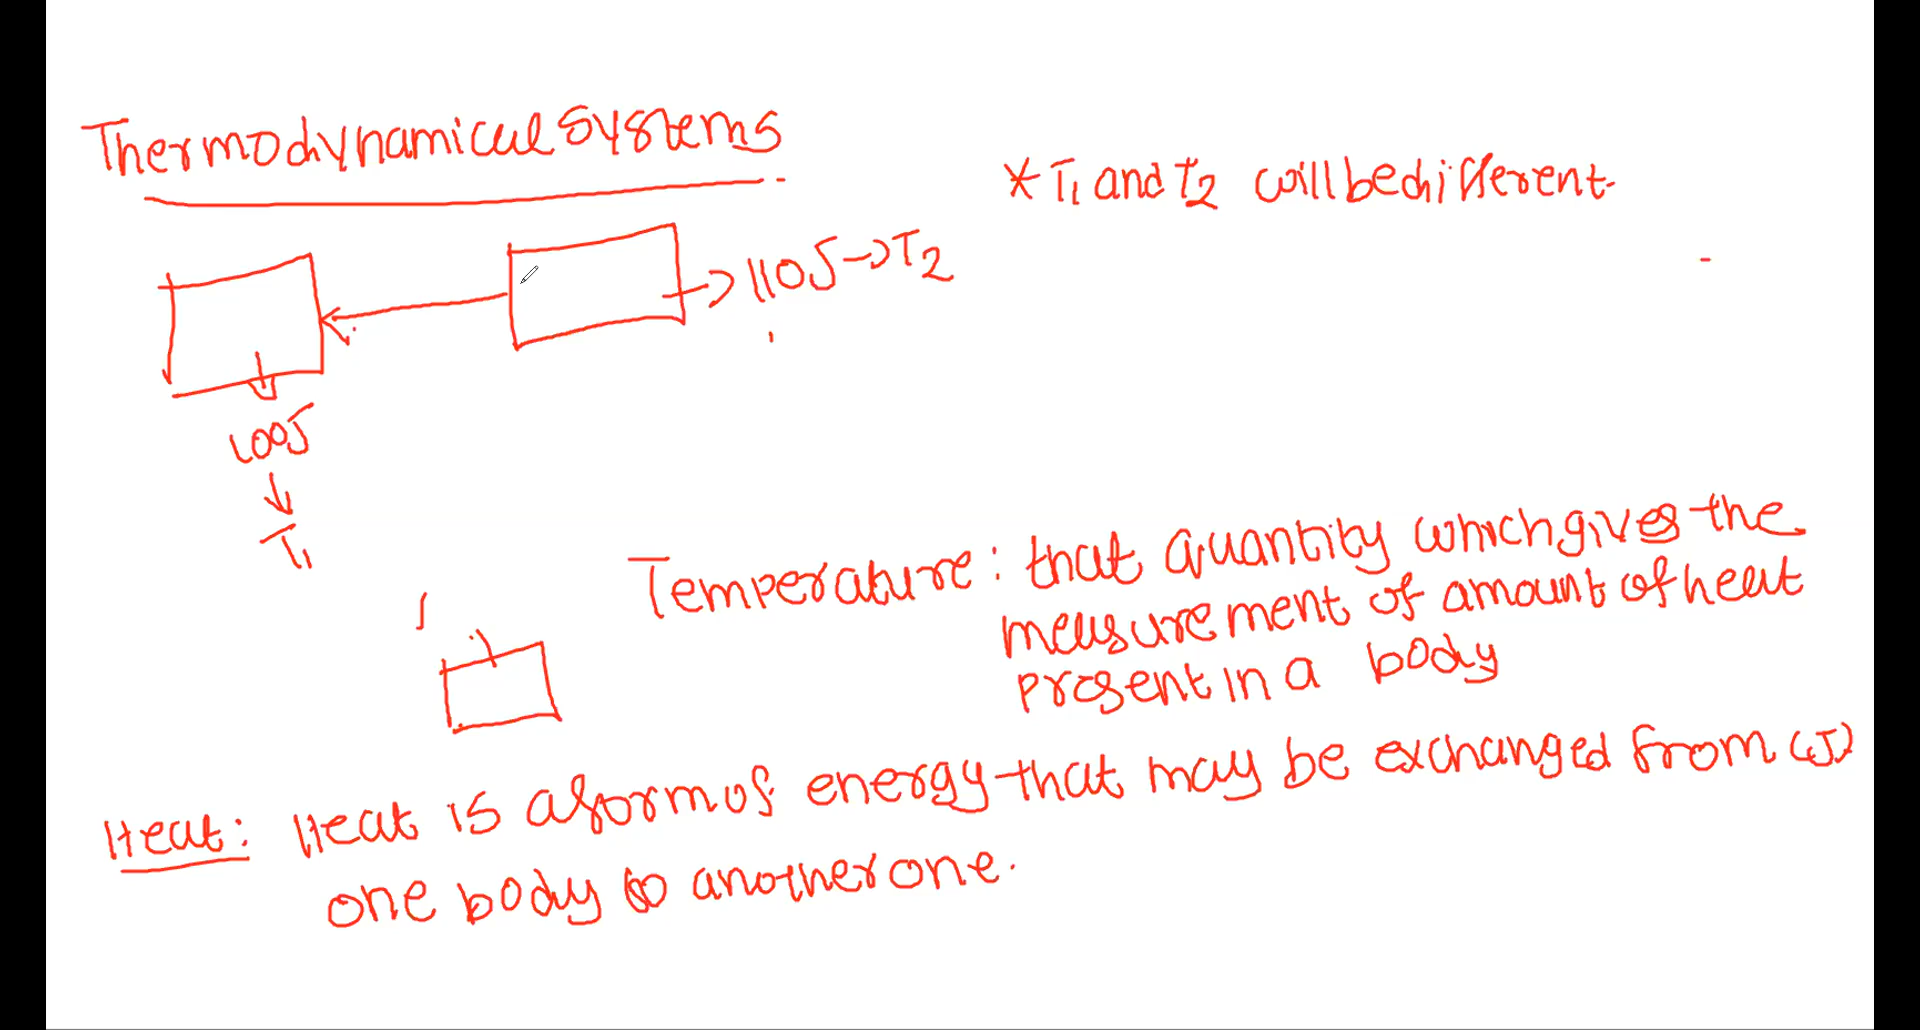 Thermodynamical Systems
* T1 and T2 will be different.
110J → T2
100J
T1
Temperature: that quantity which gives the
measurement of amount of heat
present in a body
Heat: Heat is a form of energy that may be exchanged from (J)
one body to another one.